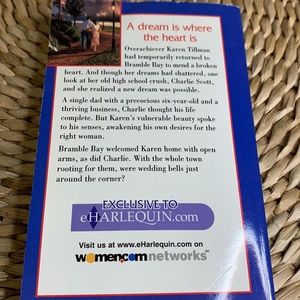 A dream is where
the heart is
Overachiever Karen Tillman
had temporarily returned to
Bramble Bay to mend a broken
heart. And though her dreams had shattered, one
look at her old high school crush, Charlie Scott,
and she realized a new dream was possible.
A single dad with a precocious six-year-old and a
thriving business, Charlie thought his life
complete. But Karen's vulnerable beauty spoke
to his senses, awakening his own desires for the
right woman.
Bramble Bay welcomed Karen home with open
arms, as did Charlie. With the whole town
rooting for them, were wedding bells just
around the corner?
EXCLUSIVE TO
eHARLEQUIN.com
Visit us at www.eHarlequin.com on
women.com networks™